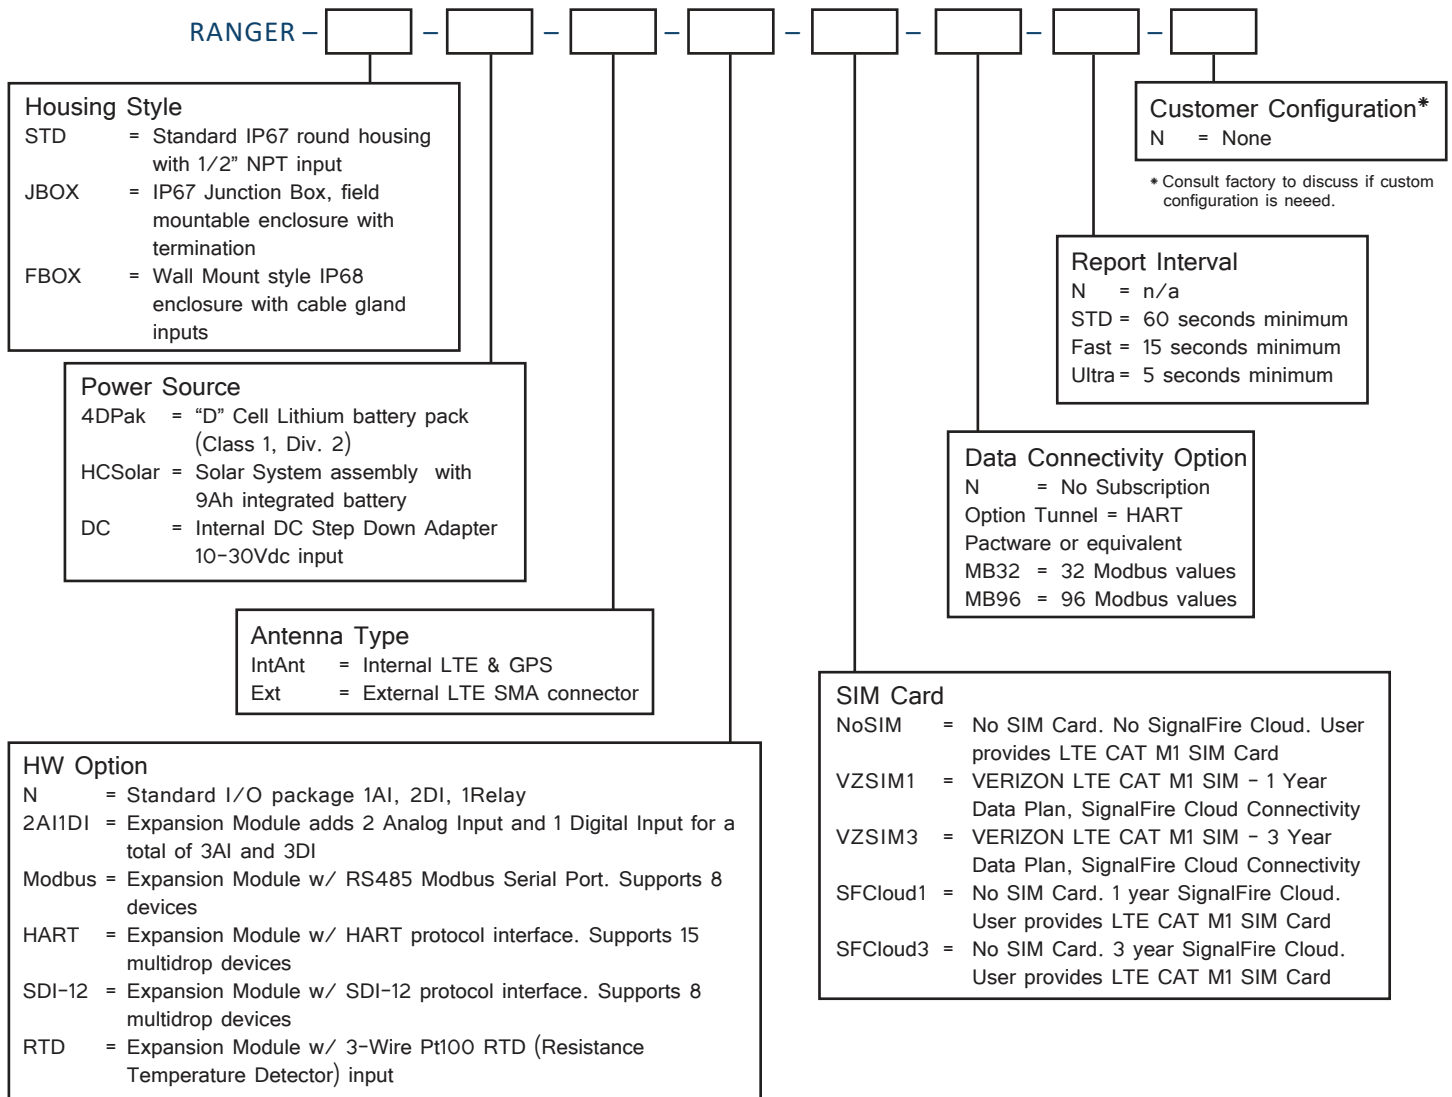 RANGER – – – – – – – –
Housing Style
STD = Standard IP67 round housing
with 1/2” NPT input
JBOX = IP67 Junction Box, field
mountable enclosure with
termination
FBOX = Wall Mount style IP68
enclosure with cable gland
inputs
Power Source
4DPak = “D” Cell Lithium battery pack
(Class 1, Div. 2)
HCSolar = Solar System assembly with
9Ah integrated battery
DC = Internal DC Step Down Adapter
10-30Vdc input
Antenna Type
IntAnt = Internal LTE & GPS
Ext = External LTE SMA connector
HW Option
N = Standard I/O package 1AI, 2DI, 1Relay
2AI1DI = Expansion Module adds 2 Analog Input and 1 Digital Input for a
total of 3AI and 3DI
Modbus = Expansion Module w/ RS485 Modbus Serial Port. Supports 8
devices
HART = Expansion Module w/ HART protocol interface. Supports 15
multidrop devices
SDI-12 = Expansion Module w/ SDI-12 protocol interface. Supports 8
multidrop devices
RTD = Expansion Module w/ 3-Wire Pt100 RTD (Resistance
Temperature Detector) input
Customer Configuration*
N = None
* Consult factory to discuss if custom
configuration is neeed.
Report Interval
N = n/a
STD = 60 seconds minimum
Fast = 15 seconds minimum
Ultra = 5 seconds minimum
Data Connectivity Option
N = No Subscription
Option Tunnel = HART
Pactware or equivalent
MB32 = 32 Modbus values
MB96 = 96 Modbus values
SIM Card
NoSIM = No SIM Card. No SignalFire Cloud. User
provides LTE CAT M1 SIM Card
VZSIM1 = VERIZON LTE CAT M1 SIM - 1 Year
Data Plan, SignalFire Cloud Connectivity
VZSIM3 = VERIZON LTE CAT M1 SIM - 3 Year
Data Plan, SignalFire Cloud Connectivity
SFCloud1 = No SIM Card. 1 year SignalFire Cloud.
User provides LTE CAT M1 SIM Card
SFCloud3 = No SIM Card. 3 year SignalFire Cloud.
User provides LTE CAT M1 SIM Card